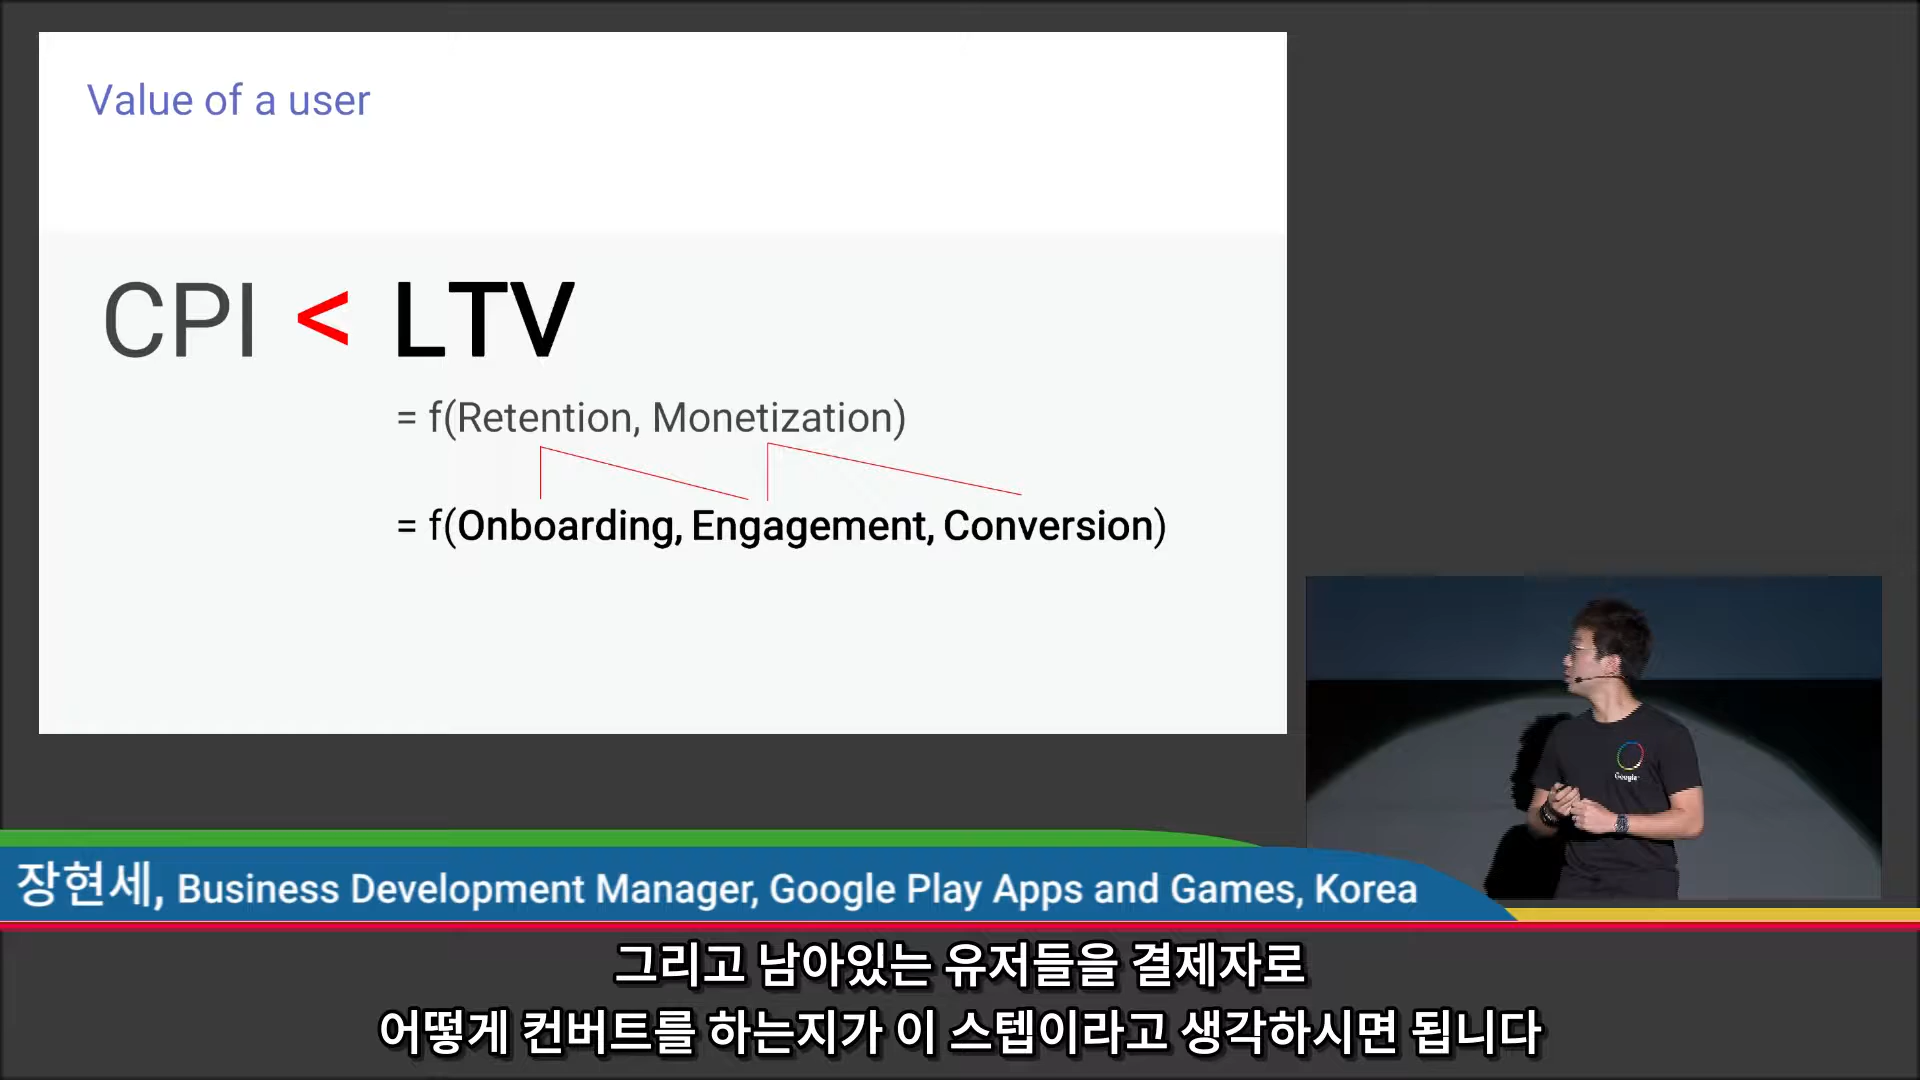 Value of a user
CPI < LTV
= f(Retention, Monetization)
= f(Onboarding, Engagement, Conversion)
Google
장현세, Business Development Manager, Google Play Apps and Games, Korea
그리고 남아있는 유저들을 결제자로
어떻게 컨버트를 하는지가 이 스텝이라고 생각하시면 됩니다